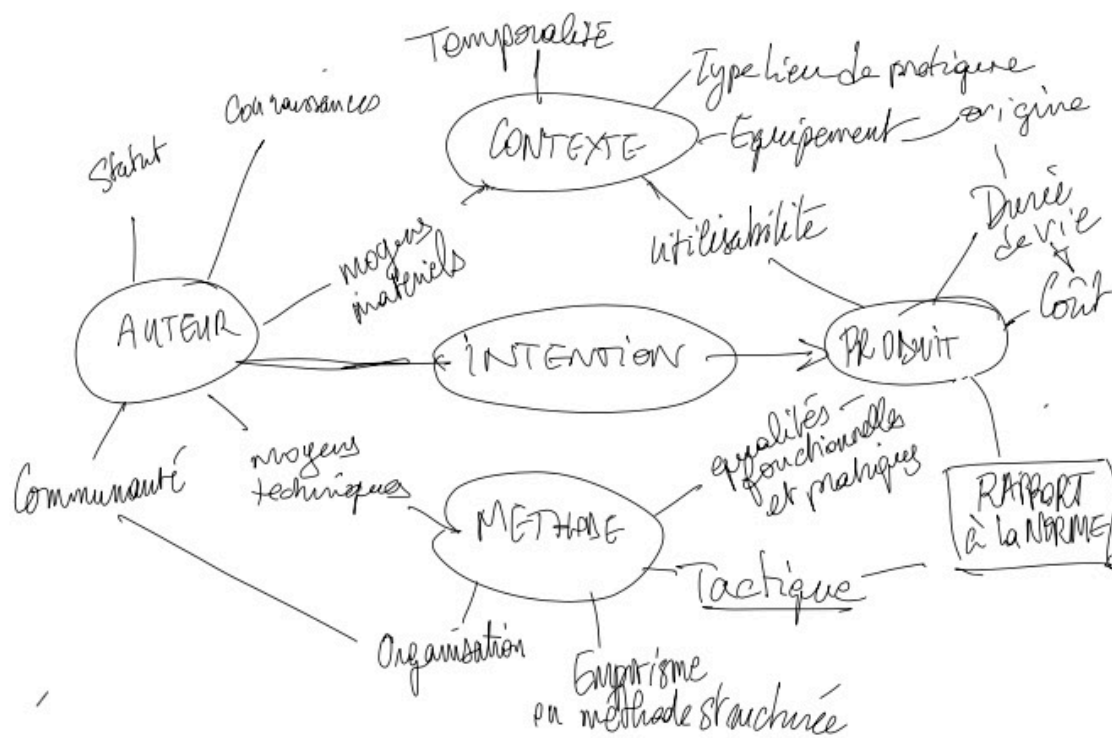 Temporalité
Type lieu de pratique
Connaissances
origine
CONTEXTE
Equipement
Statut
Durée
de vie
utilisabilité
moyens
matériels
Coût
AUTEUR
INTENTION
PRODUIT
qualités
fonctionnelles
et pratiques
moyens
techniques
Communauté
RAPPORT
à la NORME
METHODE
Tactique
Organisation
Empirisme
ou méthode structurée